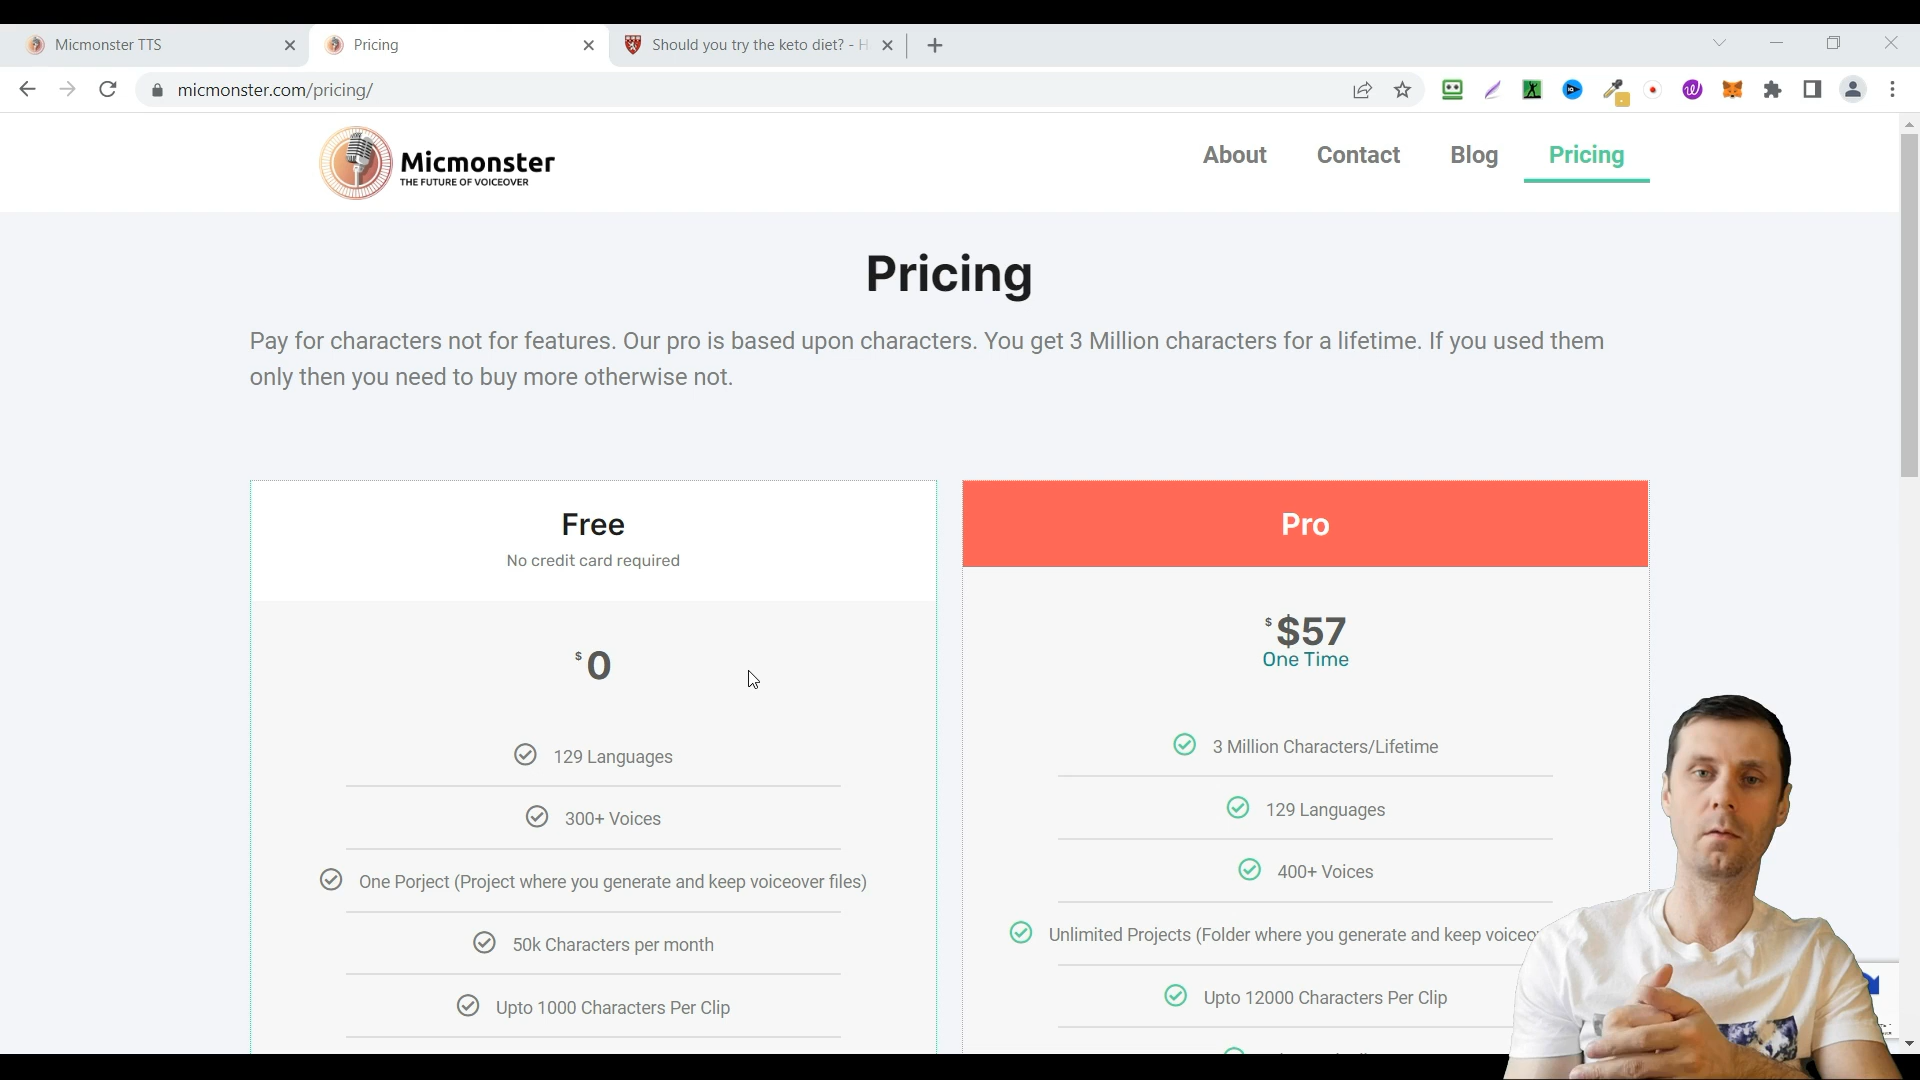 Micmonster TTS
Pricing
Should you try the keto diet? - H
micmonster.com/pricing/
Micmonster
THE FUTURE OF VOICEOVER
About
Contact
Blog
Pricing
Pricing
Pay for characters not for features. Our pro is based upon characters. You get 3 Million characters for a lifetime. If you used them
only then you need to buy more otherwise not.
Free
No credit card required
$ 0
129 Languages
300+ Voices
One Porject (Project where you generate and keep voiceover files)
50k Characters per month
Upto 1000 Characters Per Clip
Pro
$ $57
One Time
3 Million Characters/Lifetime
129 Languages
400+ Voices
Unlimited Projects (Folder where you generate and keep voiceov
Upto 12000 Characters Per Clip